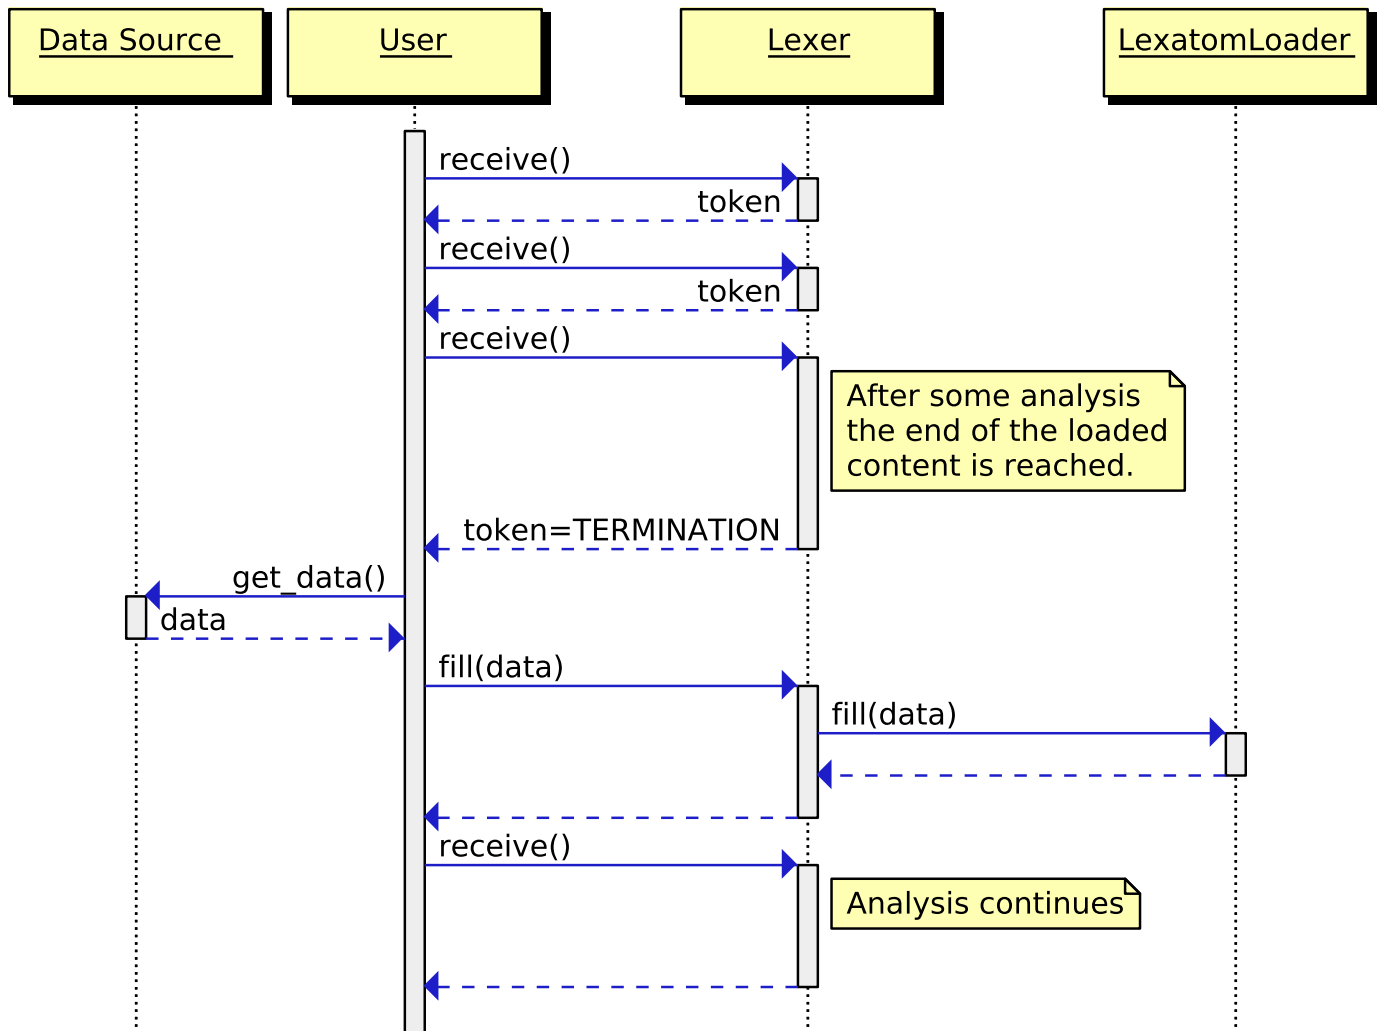 Data Source
User
Lexer
LexatomLoader
receive()
token
receive()
token
receive()
After some analysis
the end of the loaded
content is reached.
token=TERMINATION
get_data()
data
fill(data)
fill(data)
receive()
Analysis continues